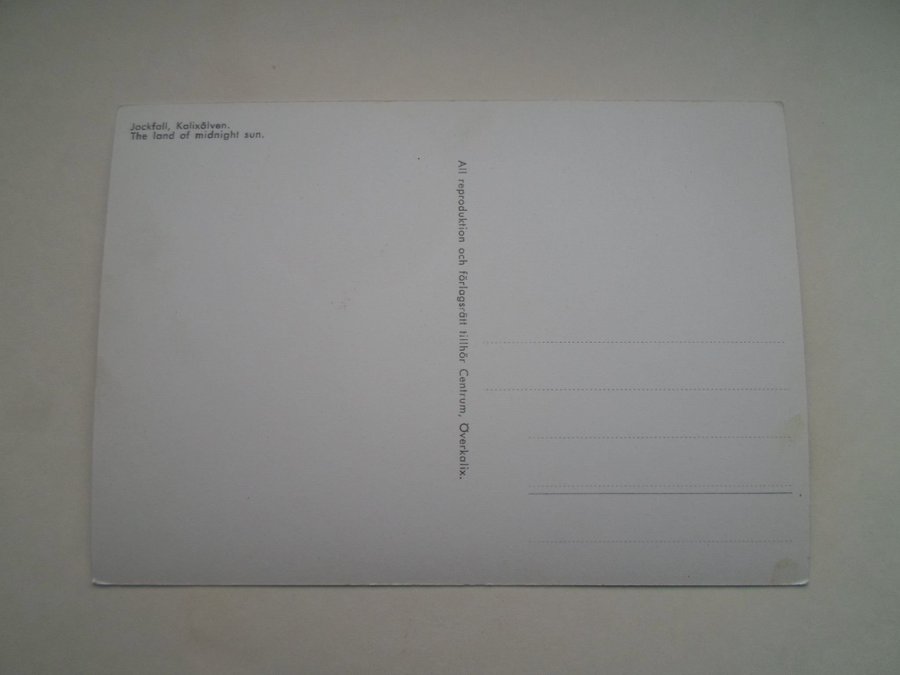 Jockfall, Kalixälven.
The land of midnight sun.
All reproduktion och förlagsrätt tillhör Centrum, Överkalix.